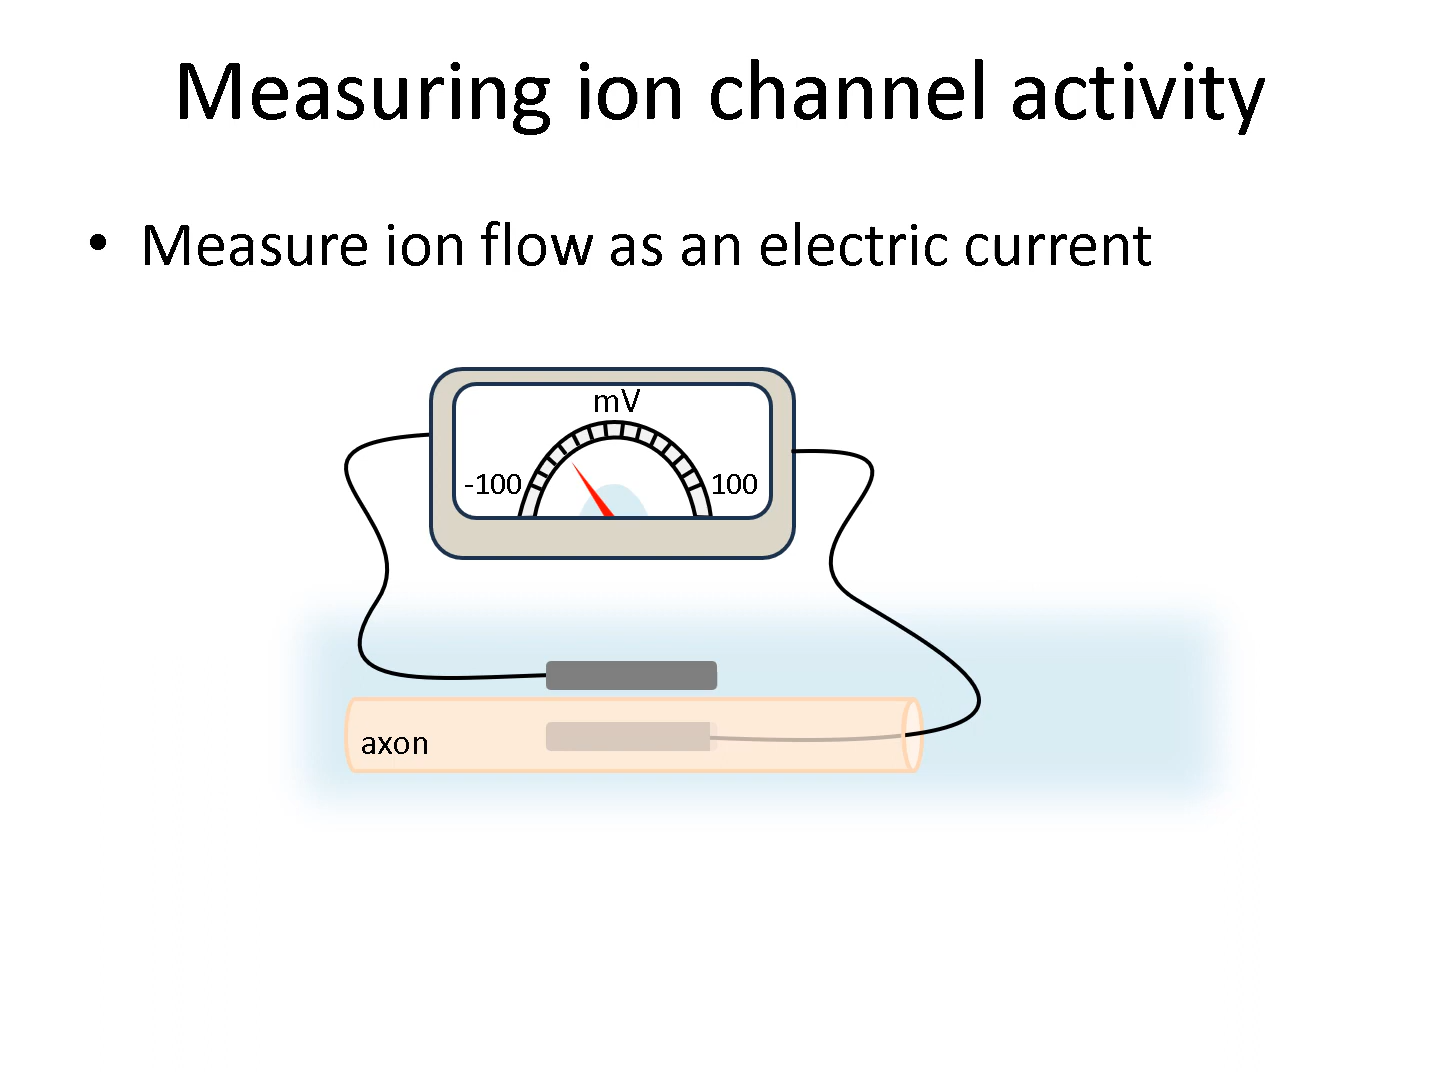 Measuring ion channel activity
• Measure ion flow as an electric current
mV
-100
100
axon